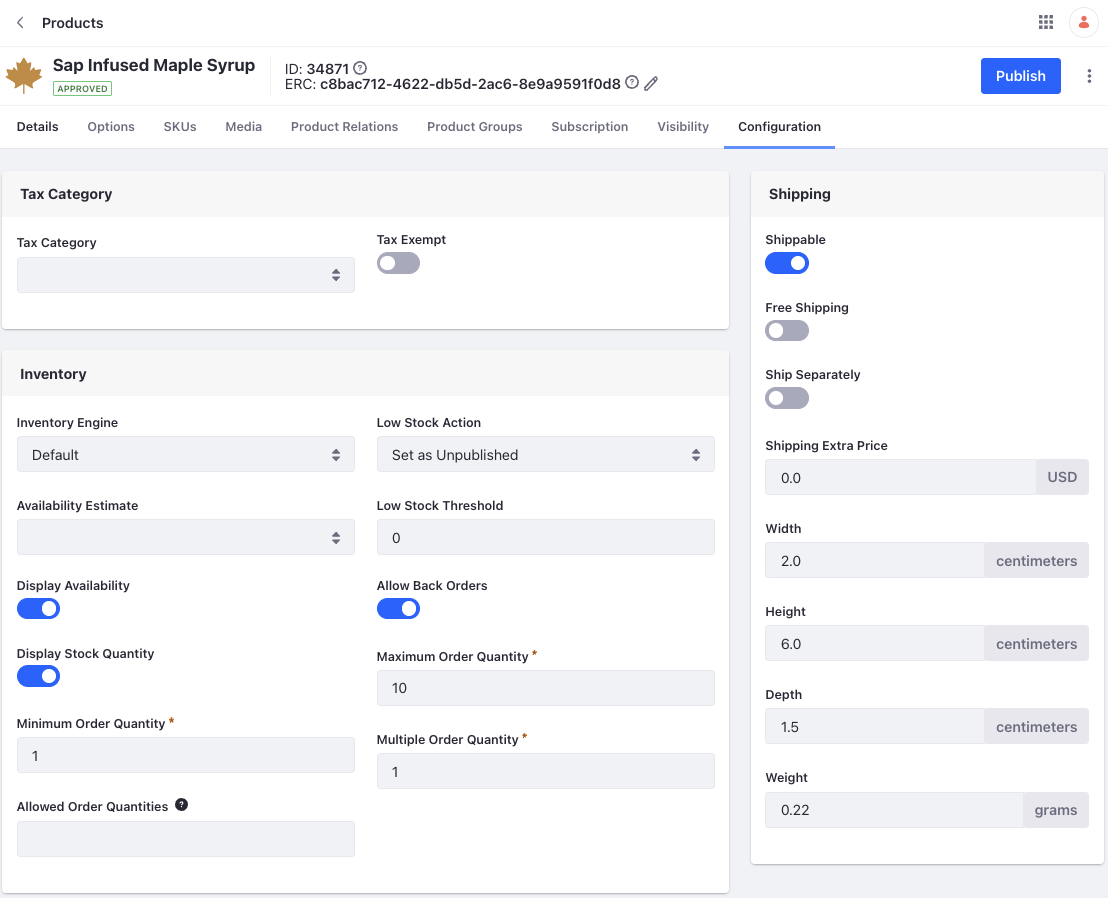 Products
Sap Infused Maple Syrup
APPROVED
ID: 34871
ERC: c8bac712-4622-db5d-2ac6-8e9a9591f0d8
Publish
Details Options SKUs Media Product Relations Product Groups Subscription Visibility Configuration
Tax Category
Tax Category
Tax Exempt
Inventory
Inventory Engine
Default
Low Stock Action
Set as Unpublished
Availability Estimate
Low Stock Threshold
0
Display Availability
Allow Back Orders
Display Stock Quantity
Maximum Order Quantity *
10
Minimum Order Quantity *
1
Multiple Order Quantity *
1
Allowed Order Quantities ?
Shipping
Shippable
Free Shipping
Ship Separately
Shipping Extra Price
0.0 USD
Width
2.0 centimeters
Height
6.0 centimeters
Depth
1.5 centimeters
Weight
0.22 grams